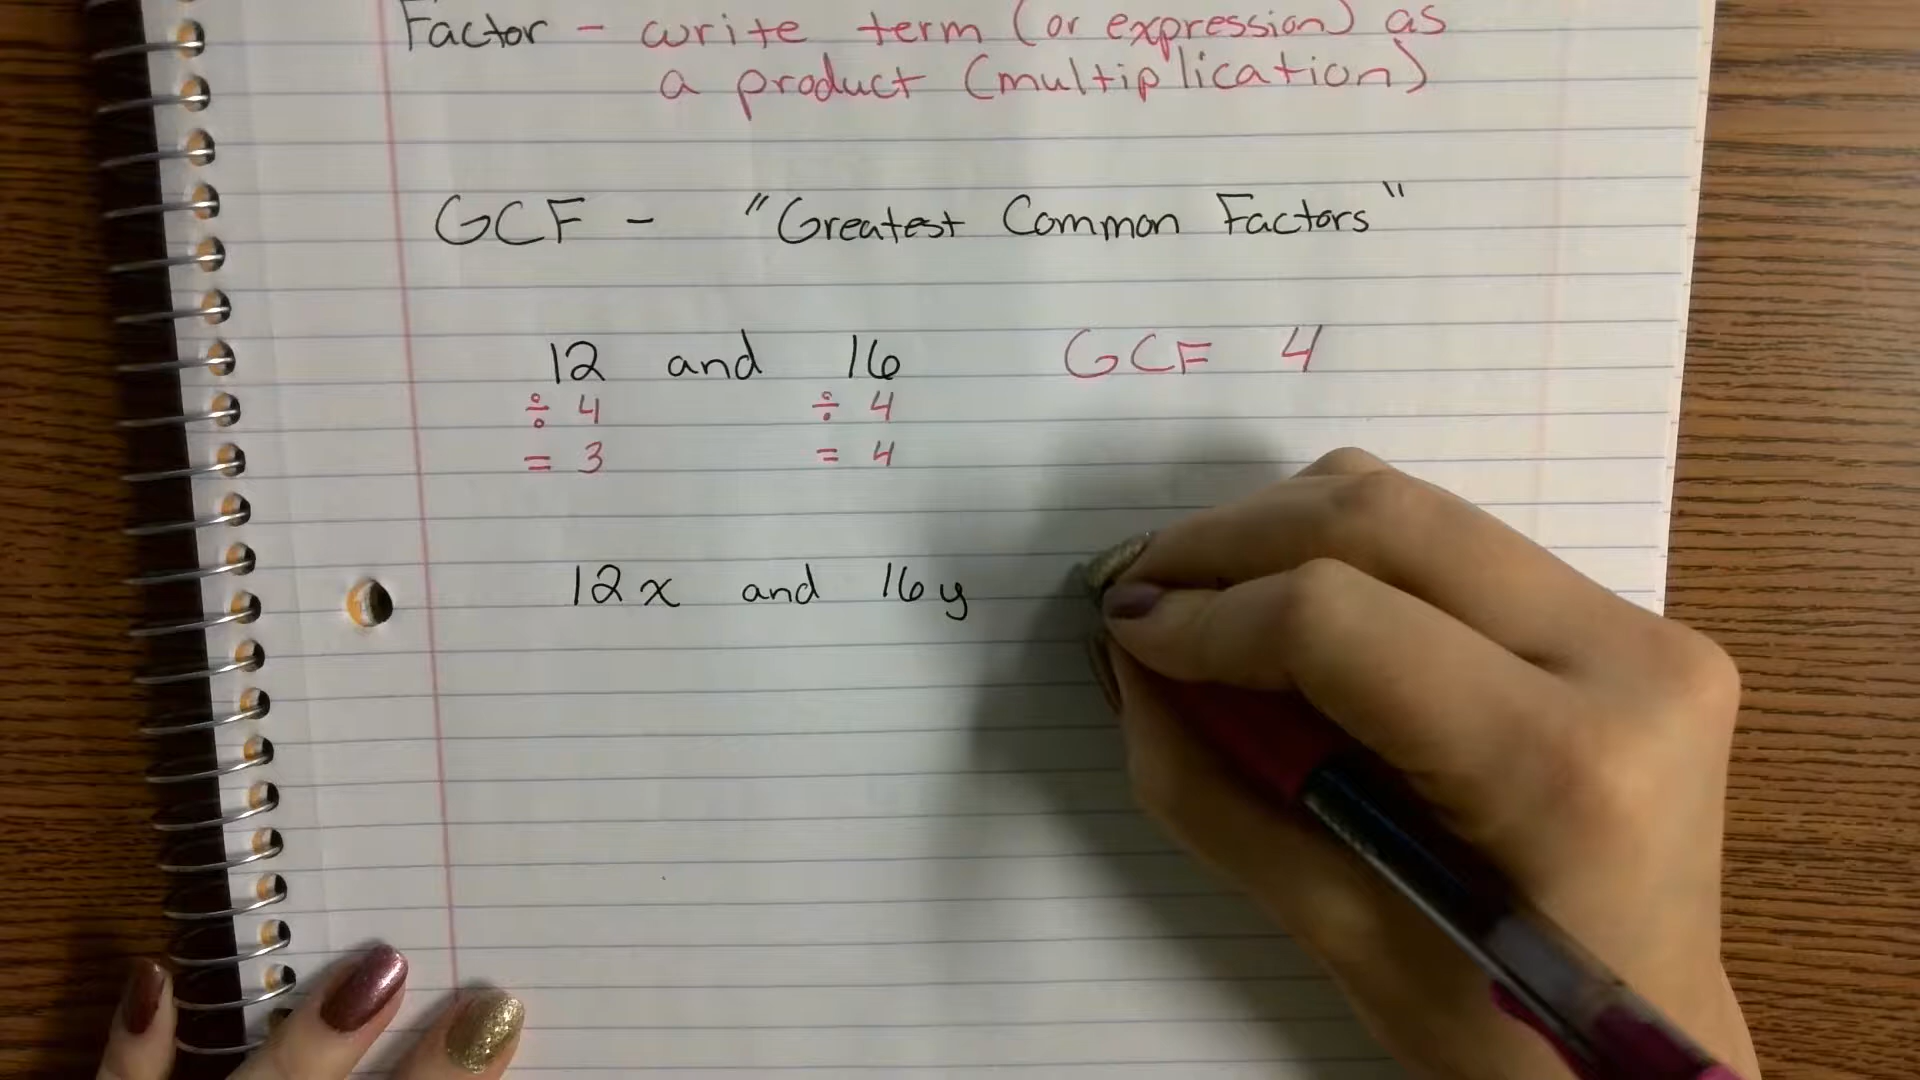 Factor - write term (or expression) as
a product (multiplication)
GCF - "Greatest Common Factors"
12 and 16 GCF 4
÷ 4 ÷ 4
= 3 = 4
12x and 16y